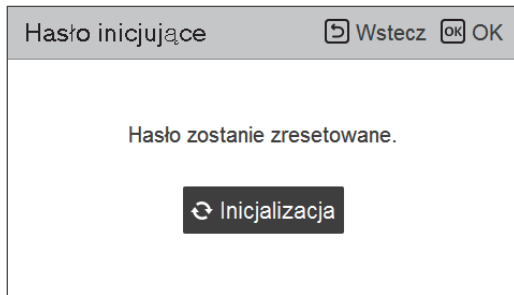 Hasło inicjujące Wstecz OK OK
Hasło zostanie zresetowane.
Inicjalizacja